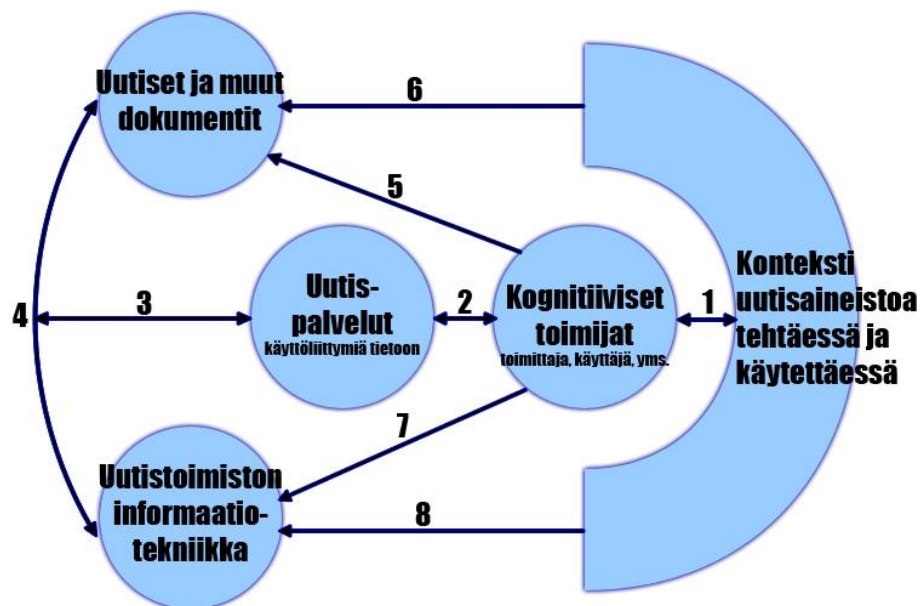 Uutiset ja muut
dokumentit
6
5
4
3
Uutis-
palvelut
käyttöliittymiä tietoon
2
Kognitiiviset
toimijat
toimittaja, käyttäjä, yms.
1
Konteksti
uutisaineistoa
tehtäessä ja
käytettäessä
7
Uutistoimiston
informaatio-
tekniikka
8